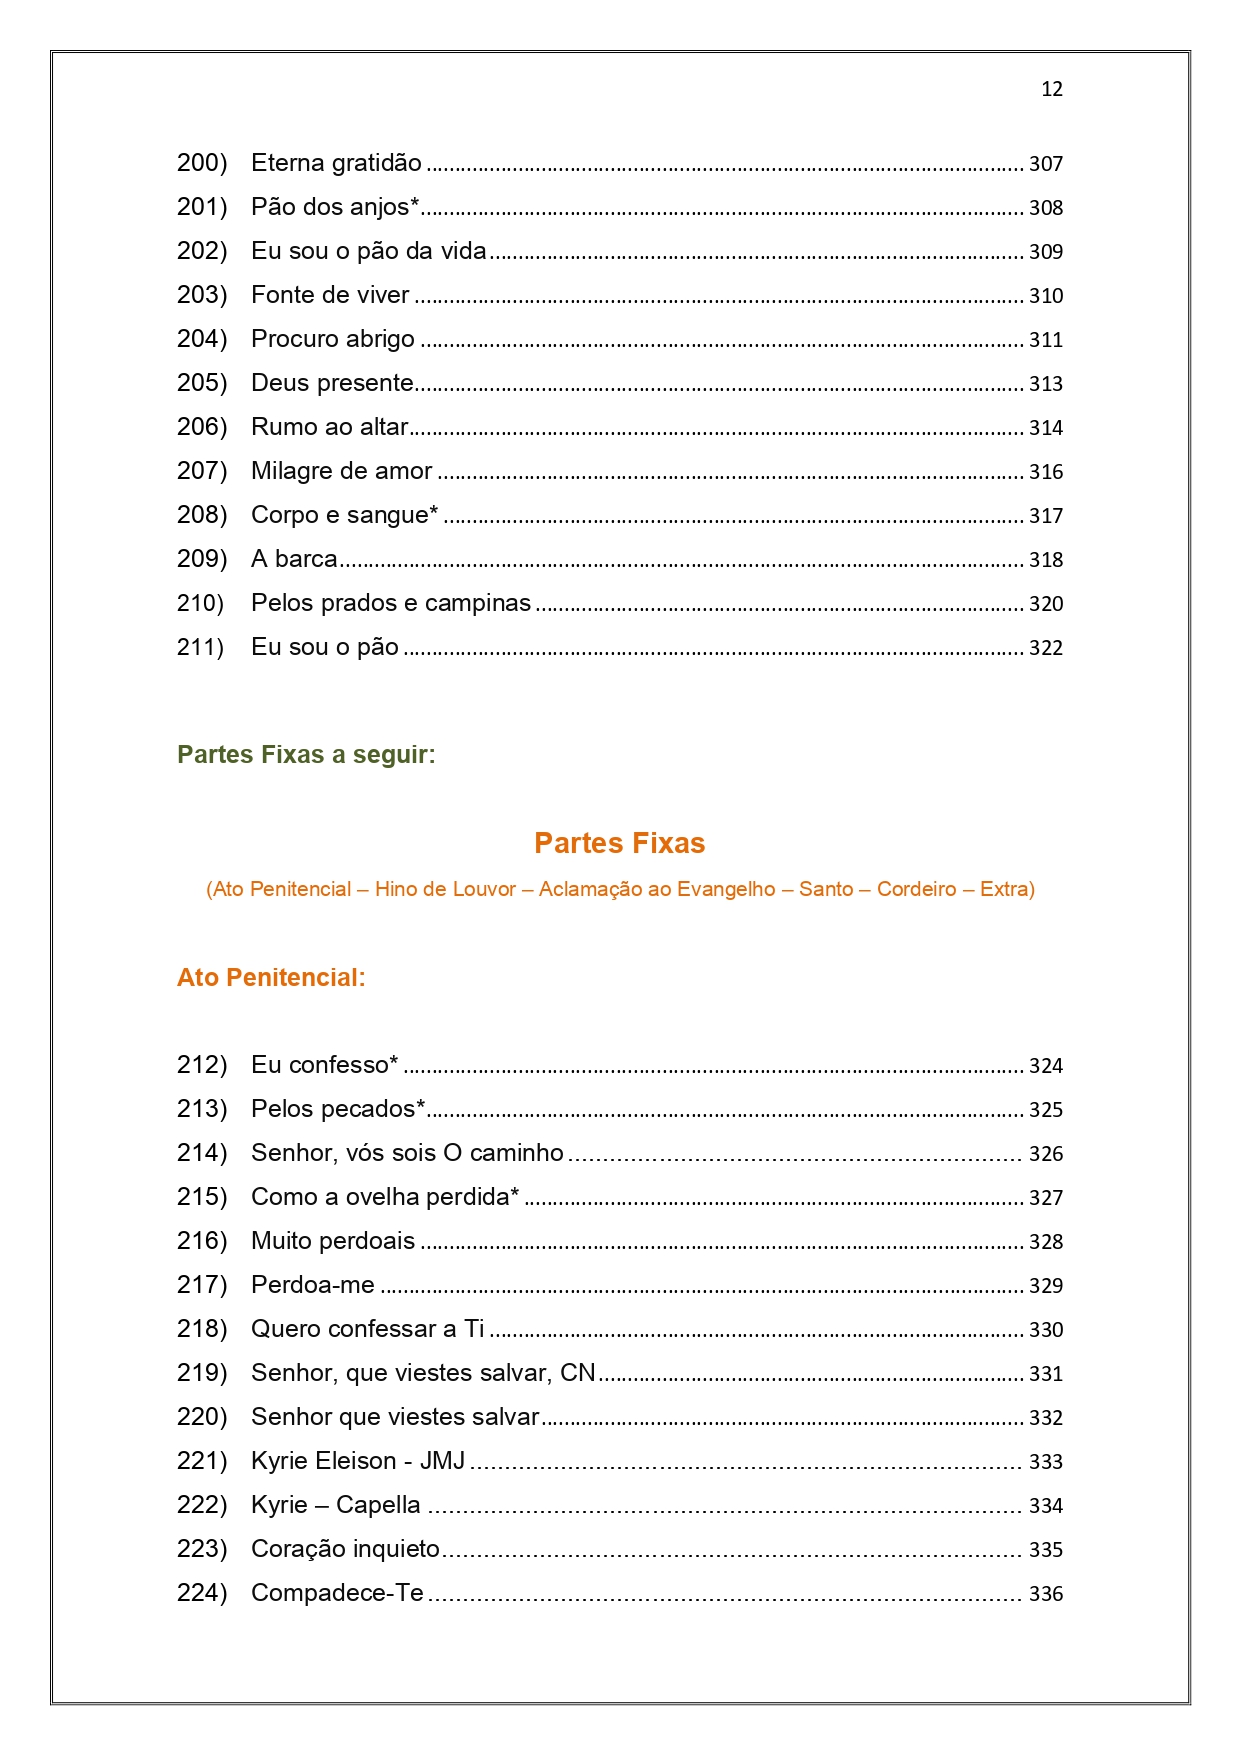 12
200) Eterna gratidão ........................................ 307
201) Pão dos anjos* ........................................ 308
202) Eu sou o pão da vida ........................................ 309
203) Fonte de viver ........................................ 310
204) Procuro abrigo ........................................ 311
205) Deus presente ........................................ 313
206) Rumo ao altar ........................................ 314
207) Milagre de amor ........................................ 316
208) Corpo e sangue* ........................................ 317
209) A barca ........................................ 318
210) Pelos prados e campinas ........................................ 320
211) Eu sou o pão ........................................ 322
Partes Fixas a seguir:
Partes Fixas
(Ato Penitencial – Hino de Louvor – Aclamação ao Evangelho – Santo – Cordeiro – Extra)
Ato Penitencial:
212) Eu confesso* ........................................ 324
213) Pelos pecados* ........................................ 325
214) Senhor, vós sois O caminho ........................................ 326
215) Como a ovelha perdida* ........................................ 327
216) Muito perdoais ........................................ 328
217) Perdoa-me ........................................ 329
218) Quero confessar a Ti ........................................ 330
219) Senhor, que viestes salvar, CN ........................................ 331
220) Senhor que viestes salvar ........................................ 332
221) Kyrie Eleison - JMJ ........................................ 333
222) Kyrie – Capella ........................................ 334
223) Coração inquieto ........................................ 335
224) Compadece-Te ........................................ 336